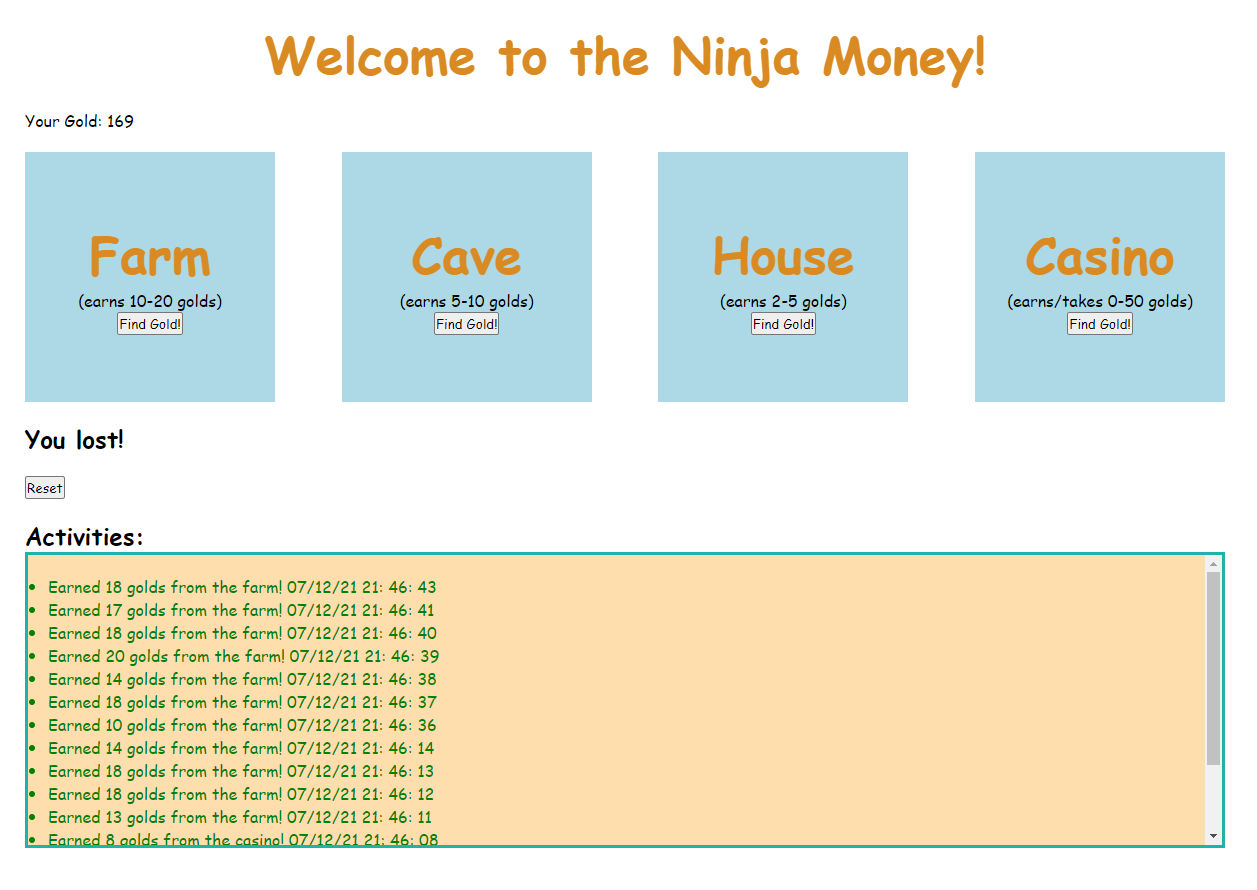 Welcome to the Ninja Money!
Your Gold: 169
Farm
(earns 10-20 golds)
Find Gold!
Cave
(earns 5-10 golds)
Find Gold!
House
(earns 2-5 golds)
Find Gold!
Casino
(earns/takes 0-50 golds)
Find Gold!
You lost!
Reset
Activities:
Earned 18 golds from the farm! 07/12/21 21: 46: 43
Earned 17 golds from the farm! 07/12/21 21: 46: 41
Earned 18 golds from the farm! 07/12/21 21: 46: 40
Earned 20 golds from the farm! 07/12/21 21: 46: 39
Earned 14 golds from the farm! 07/12/21 21: 46: 38
Earned 18 golds from the farm! 07/12/21 21: 46: 37
Earned 10 golds from the farm! 07/12/21 21: 46: 36
Earned 14 golds from the farm! 07/12/21 21: 46: 14
Earned 18 golds from the farm! 07/12/21 21: 46: 13
Earned 18 golds from the farm! 07/12/21 21: 46: 12
Earned 13 golds from the farm! 07/12/21 21: 46: 11
Earned 8 golds from the casino! 07/12/21 21: 46: 08